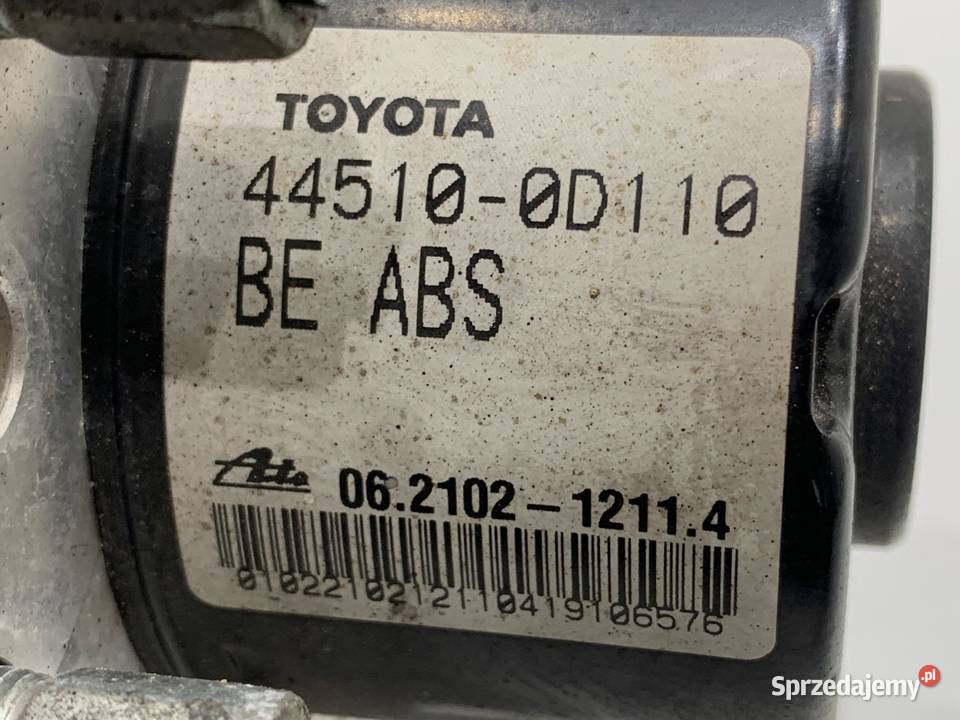 TOYOTA
44510-0D110
BE ABS
Ate 06.2102-1211.4
0102210212110419106576
Sprzedajemy.pl